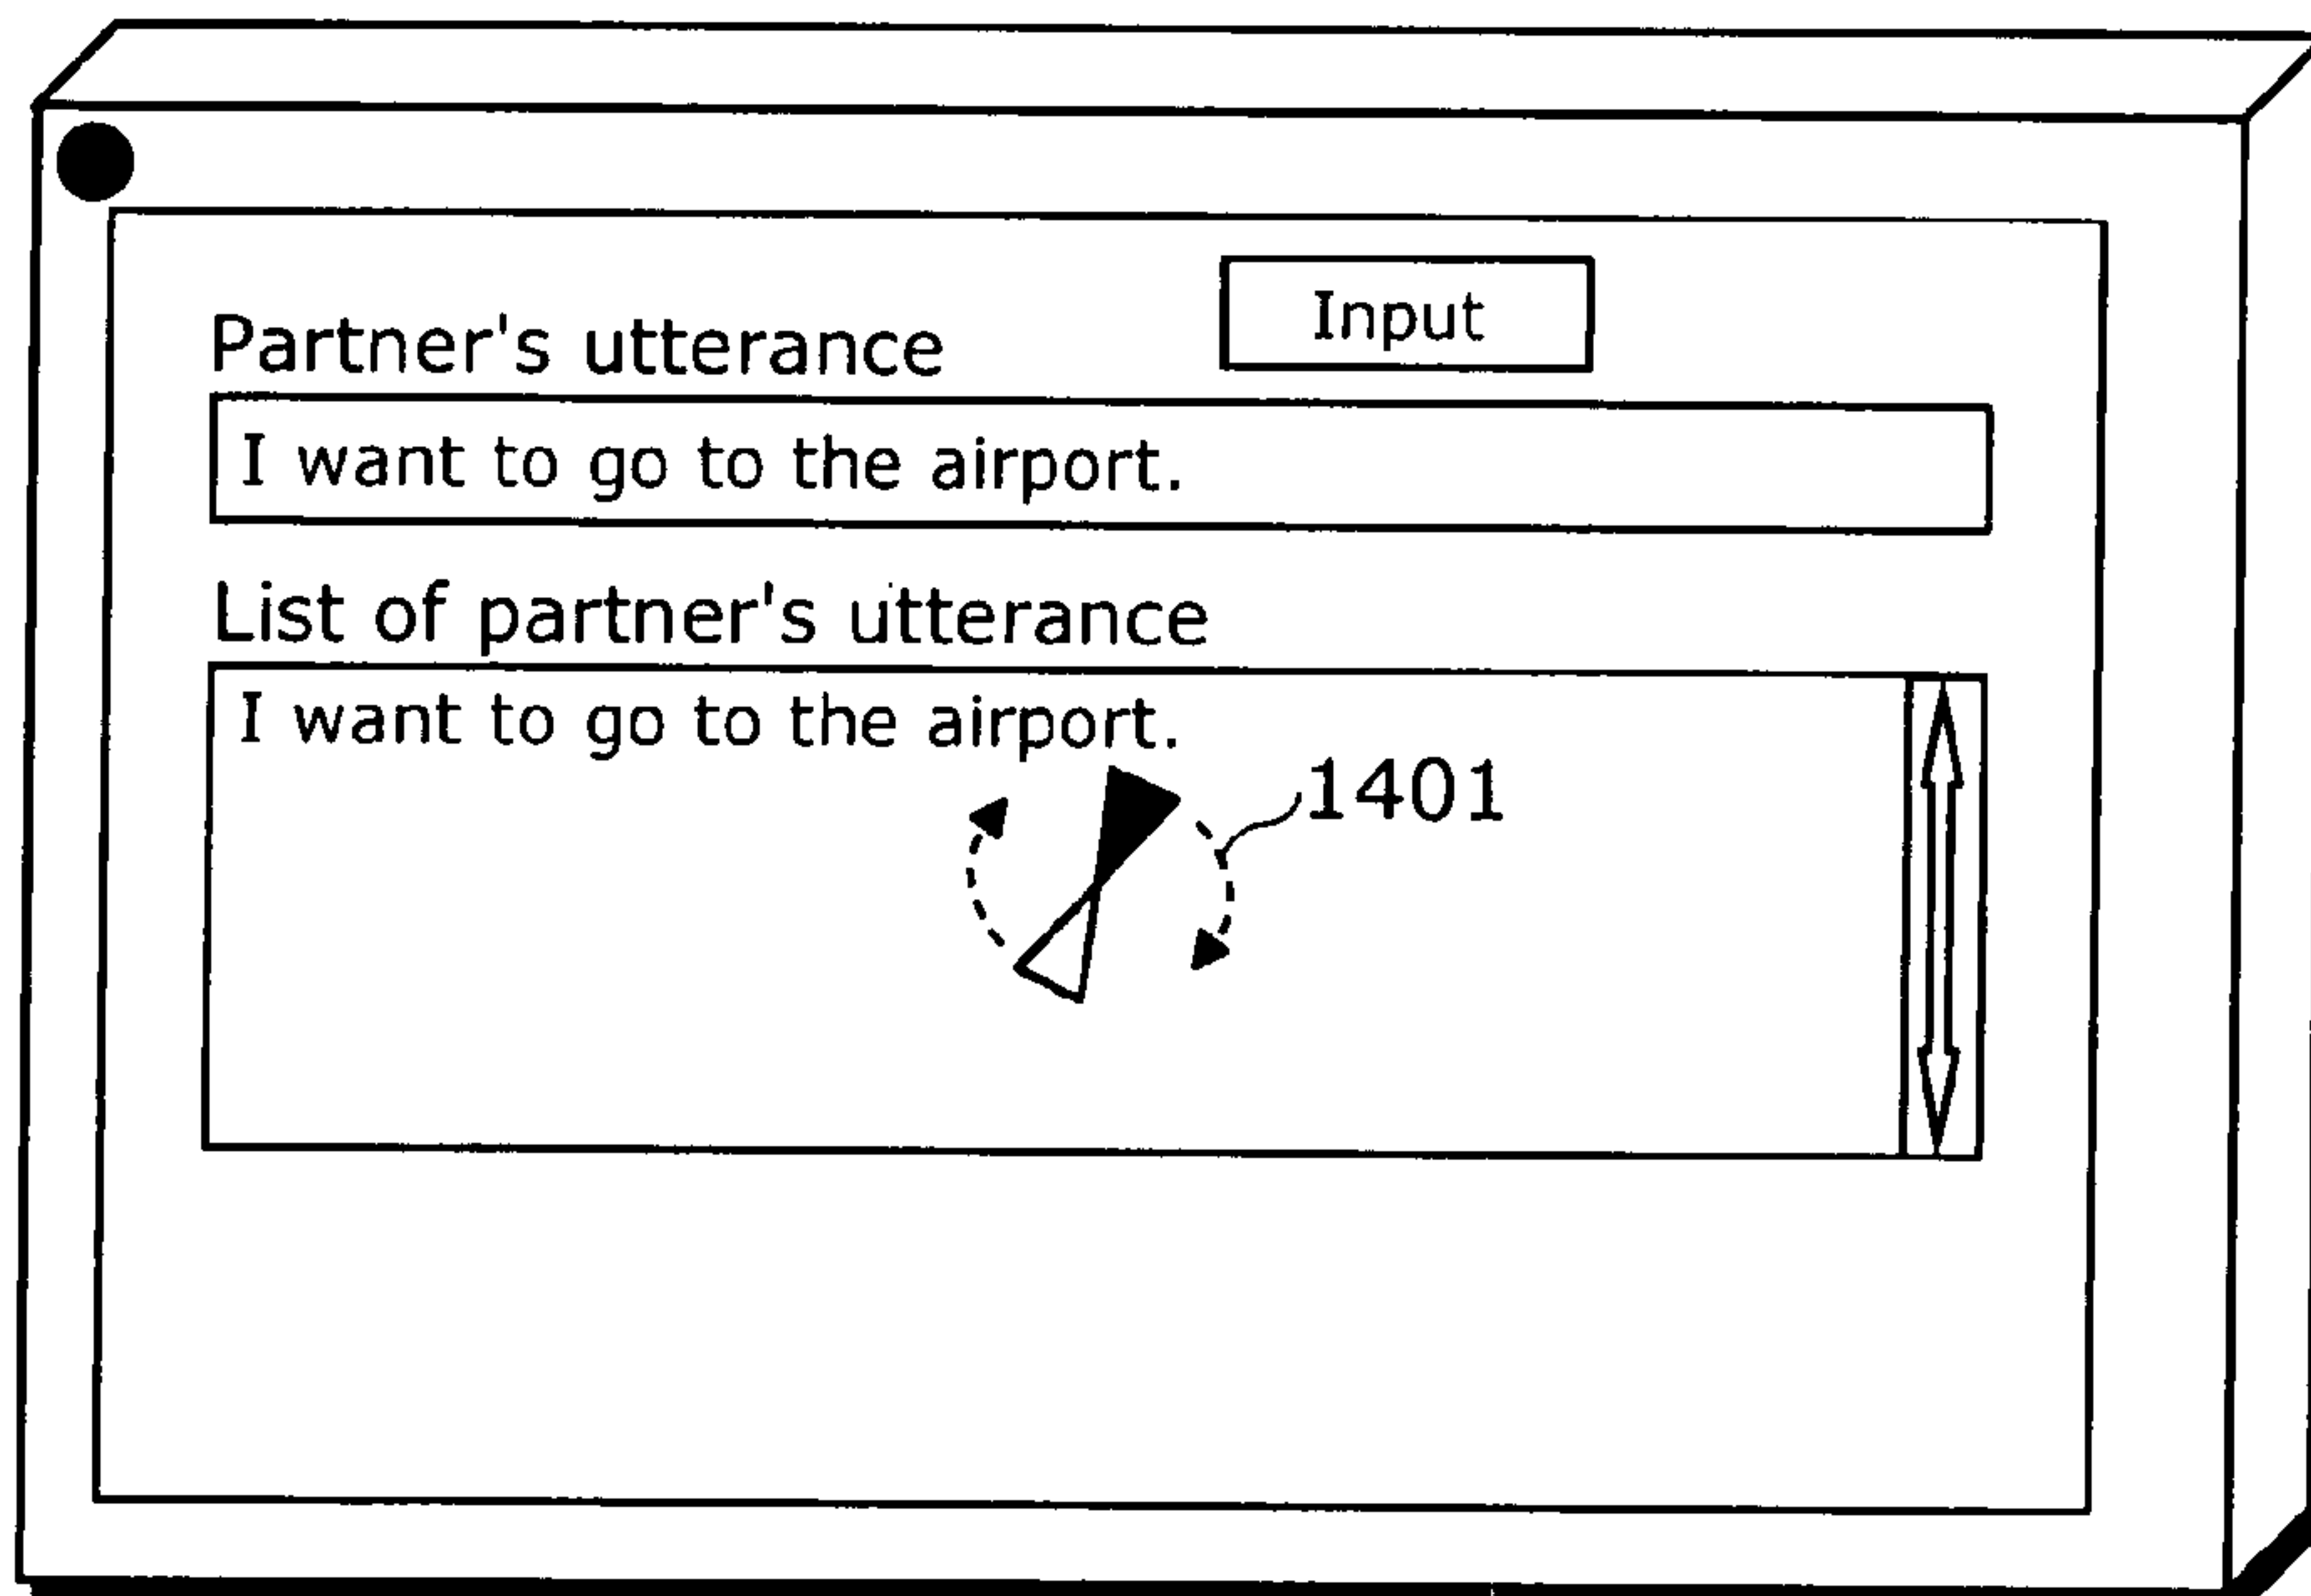 Input
Partner's utterance
I want to go to the airport.
List of partner's utterance
I want to go to the airport.
1401